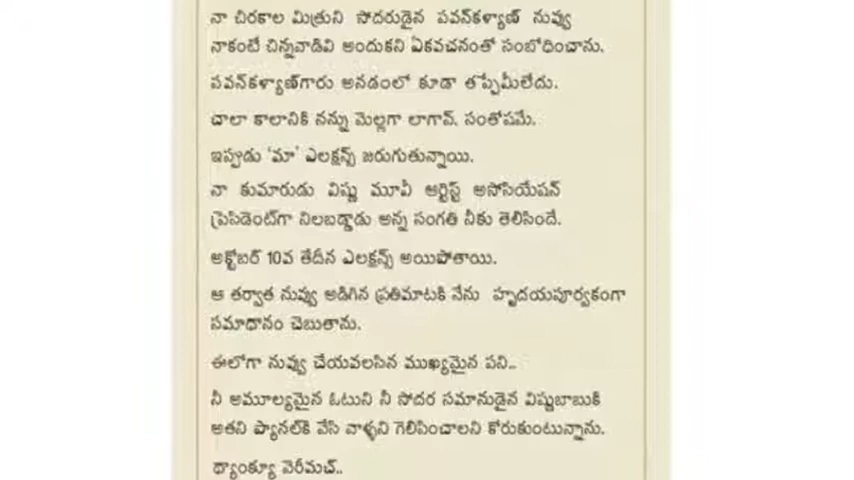 నా చిరకాల మిత్రుని సోదరుడైన పవన్‌కళ్యాణ్ నువ్వు
నాకంటే చిన్నవాడివి అందుకని ఏకవచనంతో సంబోధించాను.
పవన్‌కళ్యాణ్‌గారు అనడంలో కూడా తప్పేమీలేదు.
చాలా కాలానికి నన్ను మెల్లగా లాగావ్. సంతోషమే.
ఇప్పుడు 'మా' ఎలక్షన్స్ జరుగుతున్నాయి.
నా కుమారుడు విష్ణు మూవీ ఆర్టిస్ట్ అసోసియేషన్
ప్రెసిడెంట్‌గా నిలబడ్డాడు అన్న సంగతి నీకు తెలిసిందే.
అక్టోబర్ 10వ తేదీన ఎలక్షన్స్ అయిపోతాయి.
ఆ తర్వాత నువ్వు అడిగిన ప్రతిమాటకి నేను హృదయపూర్వకంగా
సమాధానం చెబుతాను.
ఈలోగా నువ్వు చేయవలసిన ముఖ్యమైన పని..
నీ అమూల్యమైన ఓటుని నీ సోదర సమానుడైన విష్ణుబాబుకి
అతని ప్యానల్‌కి వేసి వాళ్ళని గెలిపించాలని కోరుకుంటున్నాను.
థ్యాంక్యూ వెరీమచ్..